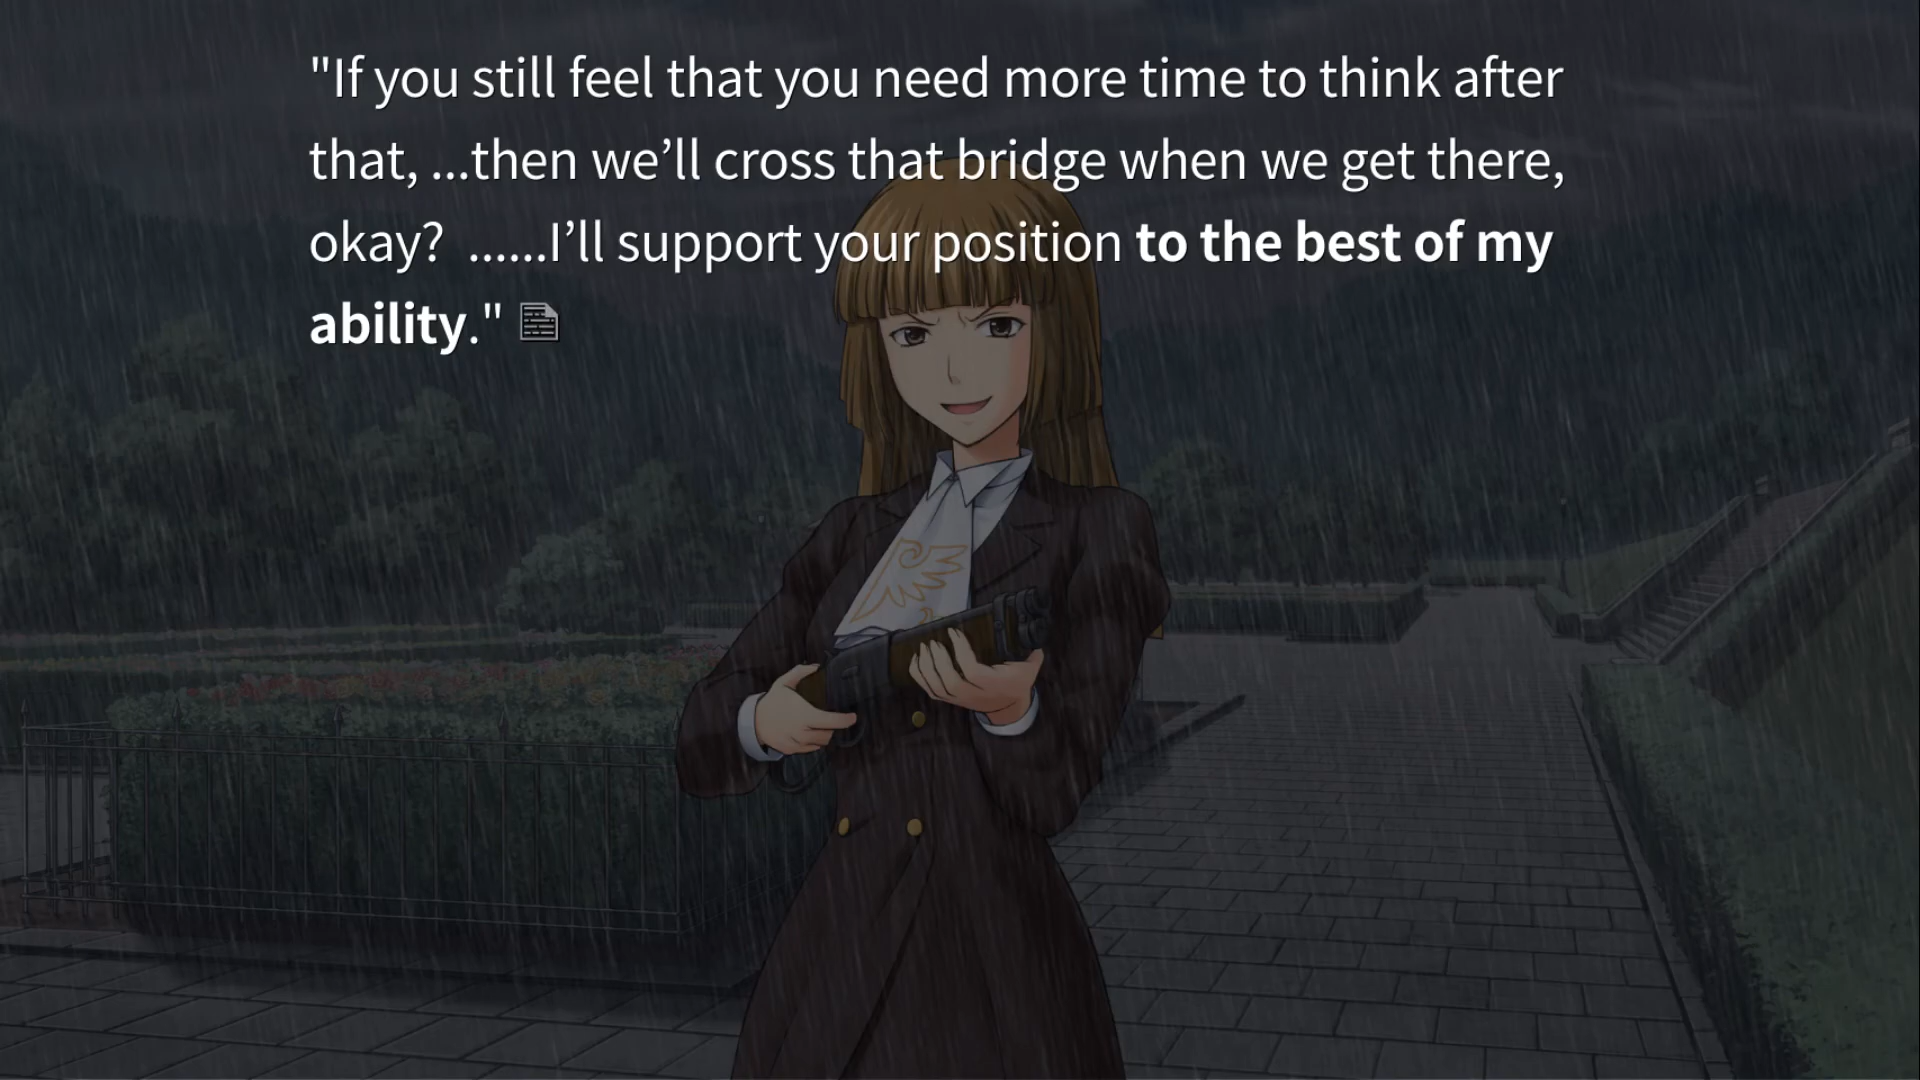 "If you still feel that you need more time to think after
that, ...then we’ll cross that bridge when we get there,
okay?  ......I’ll support your position to the best of my
ability."